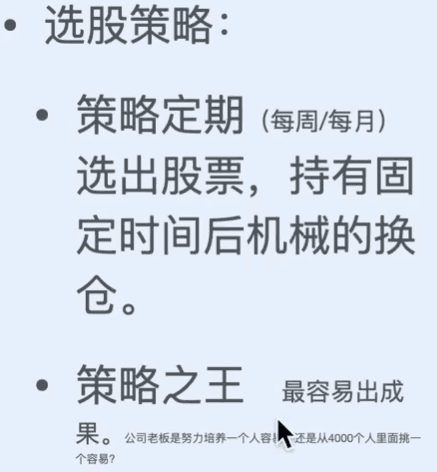 选股策略：
策略定期（每周/每月）
选出股票，持有固
定时间后机械的换
仓。
策略之王 最容易出成
果。公司老板是努力培养一个人容 还是从4000个人里面挑一
个容易？